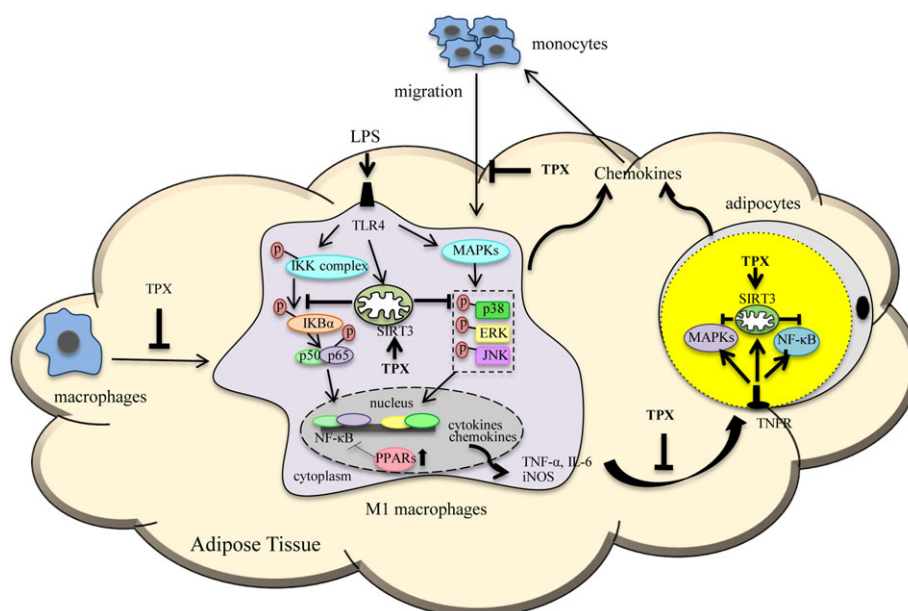 monocytes
migration
LPS
TPX
Chemokines
adipocytes
TLR4
P
IKK complex
MAPKs
TPX
SIRT3
MAPKs
NF-κB
TNFR
TPX
P
IKBα
P
p50
p65
SIRT3
TPX
P
p38
P
ERK
P
JNK
macrophages
nucleus
NF-κB
cytokines
chemokines
PPARs
cytoplasm
TNF-α, IL-6
iNOS
TPX
M1 macrophages
Adipose Tissue